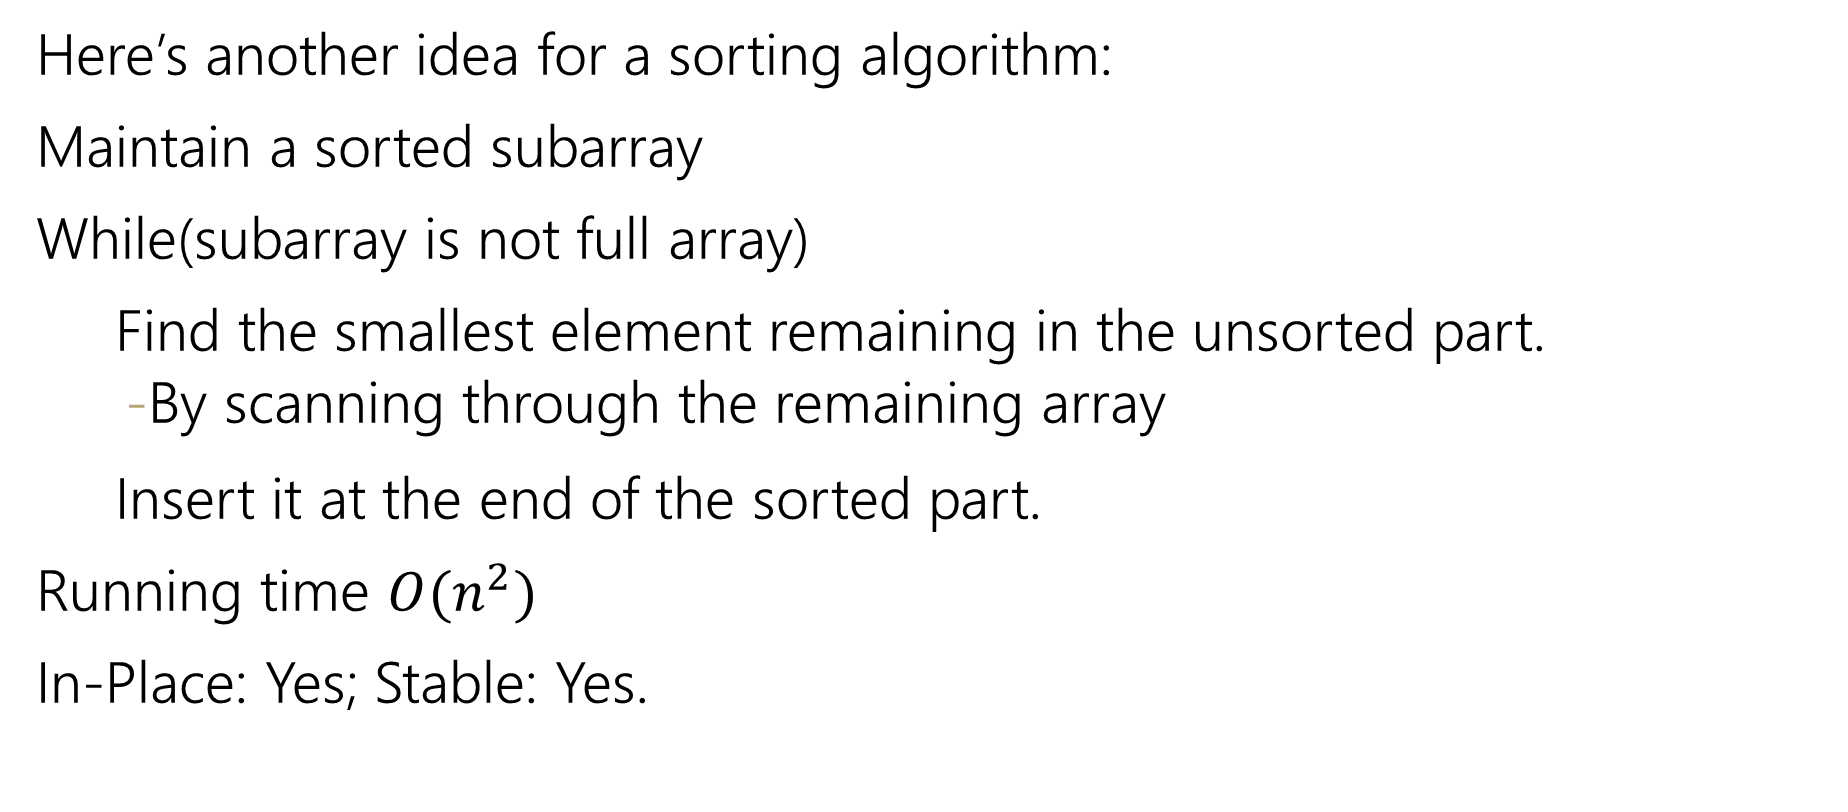 Here’s another idea for a sorting algorithm:
Maintain a sorted subarray
While(subarray is not full array)
Find the smallest element remaining in the unsorted part.
-By scanning through the remaining array
Insert it at the end of the sorted part.
Running time O(n²)
In-Place: Yes; Stable: Yes.